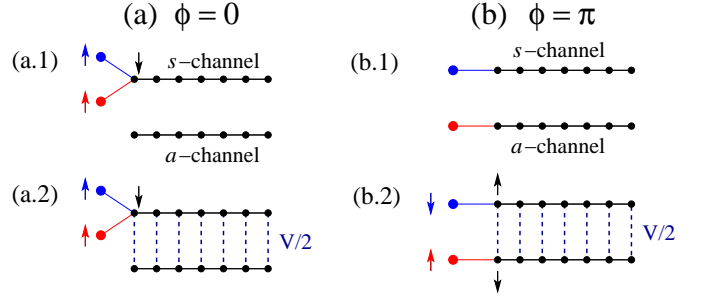 (a) ϕ = 0
(b) ϕ = π
(a.1)
s−channel
a−channel
(b.1)
s−channel
a−channel
(a.2)
V/2
(b.2)
V/2